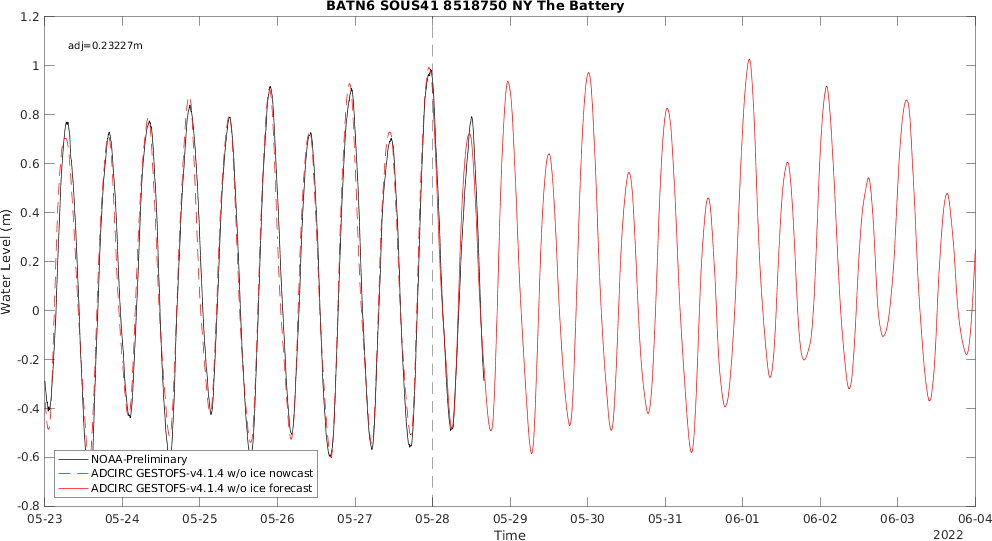 BATN6 SOUS41 8518750 NY The Battery
adj=0.23227m
1.2
1
0.8
0.6
0.4
0.2
0
-0.2
-0.4
-0.6
-0.8
Water Level (m)
NOAA-Preliminary
ADCIRC GESTOFS-v4.1.4 w/o ice nowcast
ADCIRC GESTOFS-v4.1.4 w/o ice forecast
05-23 05-24 05-25 05-26 05-27 05-28 05-29 05-30 05-31 06-01 06-02 06-03 06-04
Time
2022